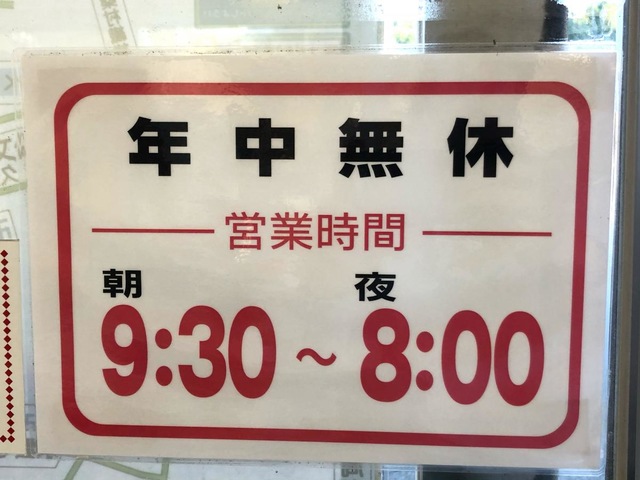 年中無休
営業時間
朝 夜
9:30～8:00